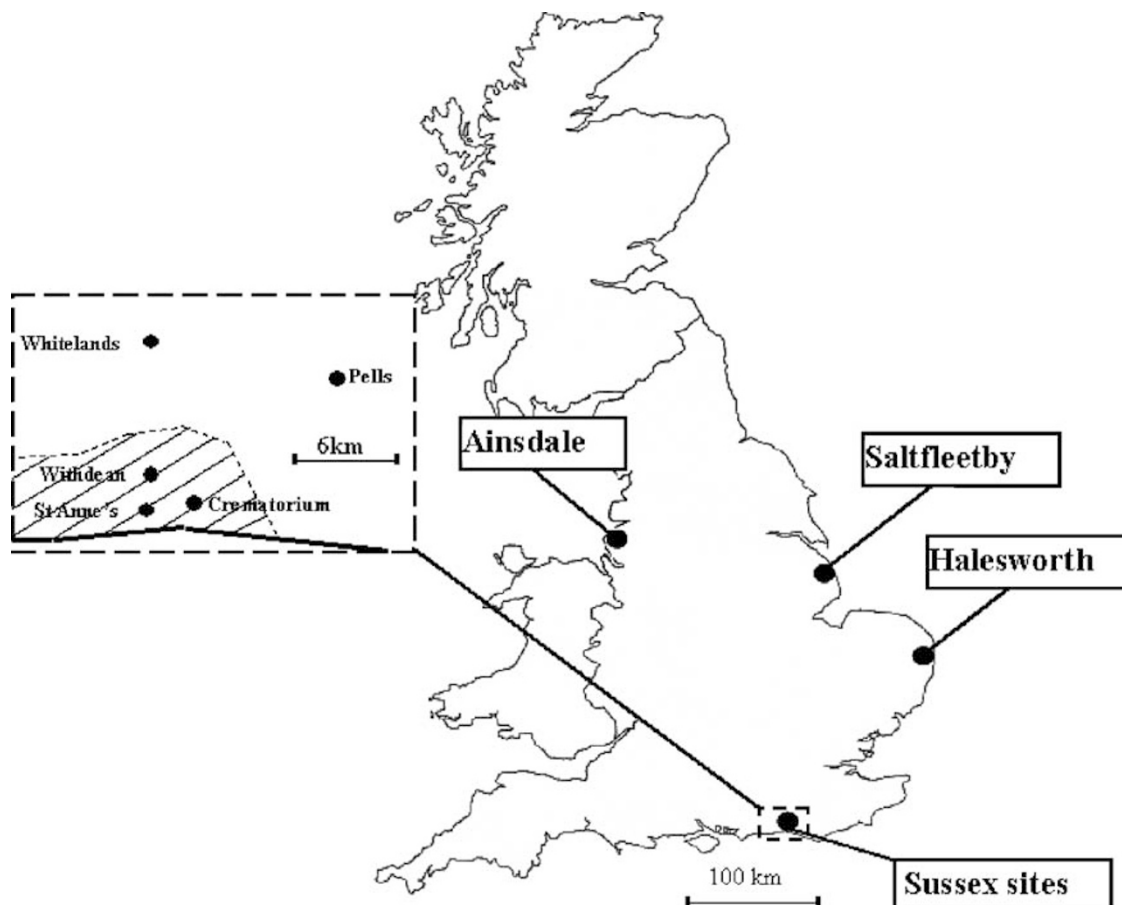 Whitelands
Pells
6km
Withdean
St Anne's
Crematorium
Ainsdale
Saltfleetby
Halesworth
100 km
Sussex sites